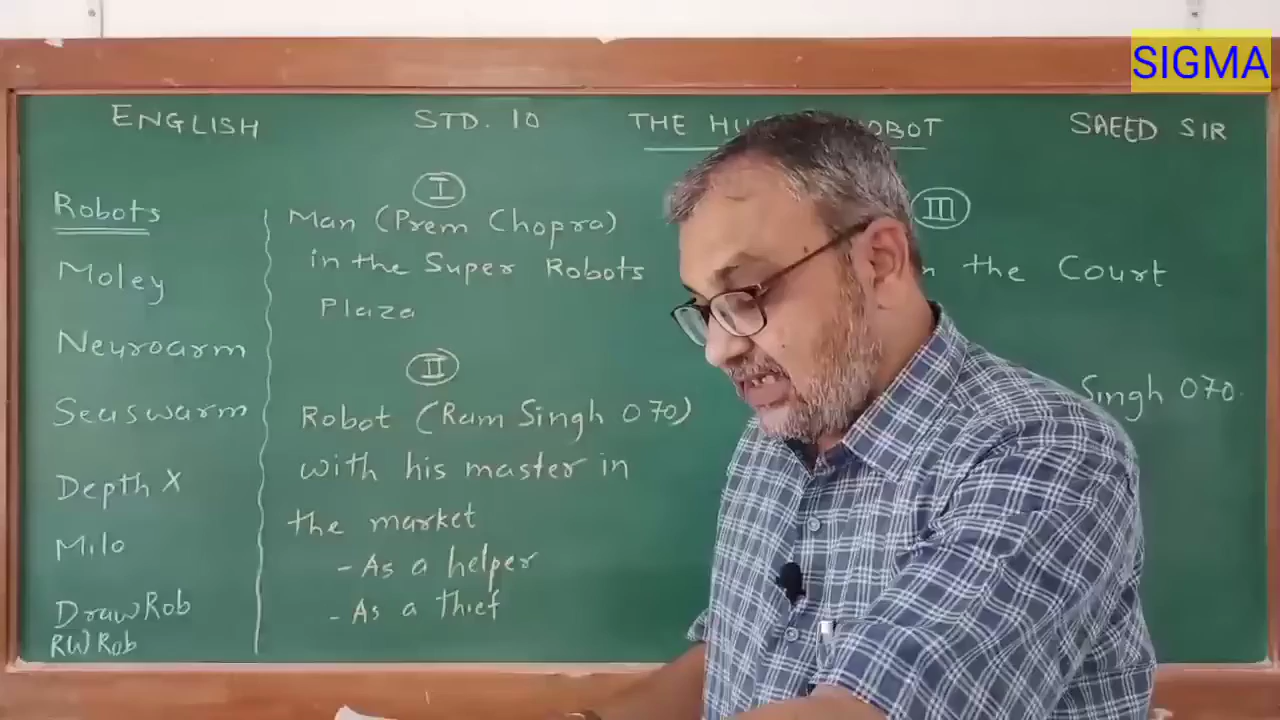 SIGMA
ENGLISH STD. 10 THE SAEED SIR
Robots
Moley
Neuroarm
Seaswarm
Depth X
Milo
DrawRob
RW Rob
I
Man (Prem Chopra)
in the Super Robots
Plaza
II
Robot (Ram Singh 070)
with his master in
the market
- As a helper
- As a thief
III
the Court
Singh 070.